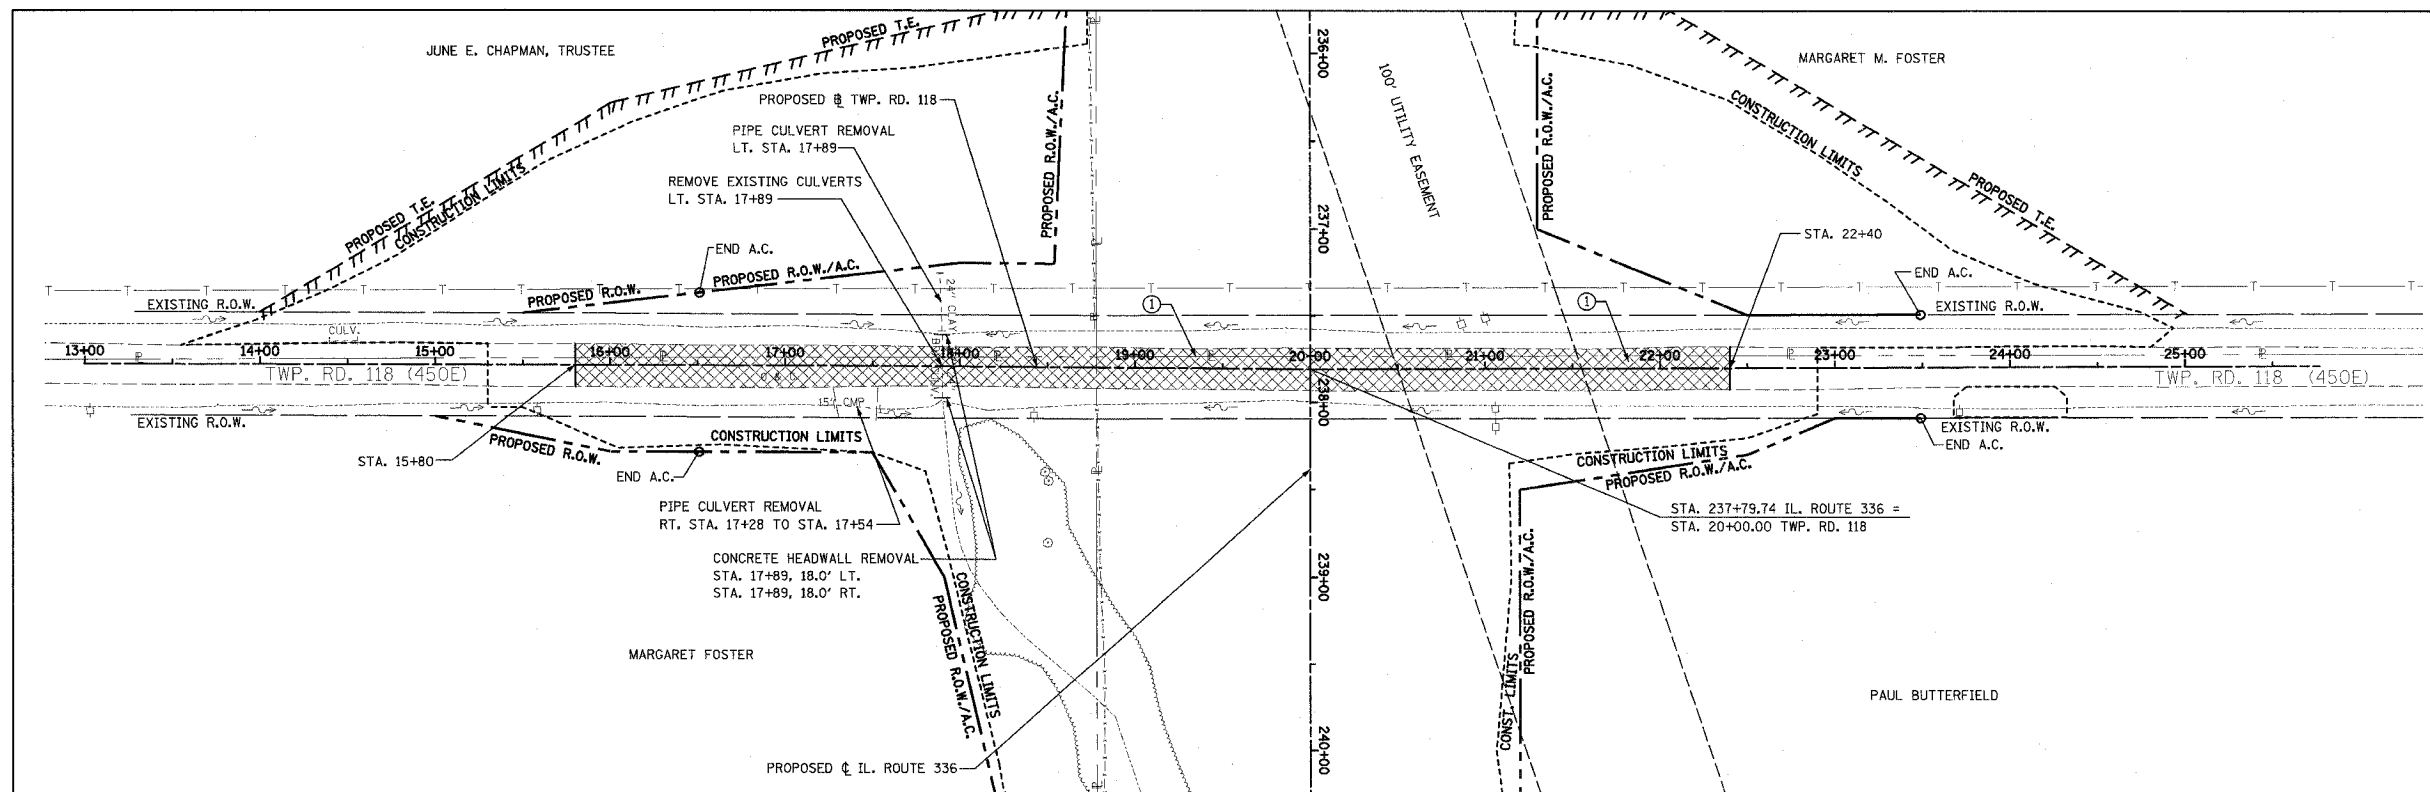 JUNE E. CHAPMAN, TRUSTEE
PROPOSED T.E.
MARGARET M. FOSTER
236+00
100' UTILITY EASEMENT
PROPOSED ⅊ TWP. RD. 118
PROPOSED R.O.W./A.C.
PROPOSED R.O.W./A.C.
CONSTRUCTION LIMITS
PIPE CULVERT REMOVAL
LT. STA. 17+89
REMOVE EXISTING CULVERTS
LT. STA. 17+89
PROPOSED T.E.
CONSTRUCTION LIMITS
PROPOSED T.E.
237+00
STA. 22+40
END A.C.
PROPOSED R.O.W./A.C.
PROPOSED R.O.W.
END A.C.
EXISTING R.O.W.
EXISTING R.O.W.
24" CLAY
CULV.
1
1
13+00
14+00
15+00
16+00
17+00
18+00
19+00
20+00
21+00
22+00
23+00
24+00
25+00
TWP. RD. 118 (450E)
O & C
TWP. RD. 118 (450E)
15" CMP
238+00
EXISTING R.O.W.
PROPOSED R.O.W.
CONSTRUCTION LIMITS
EXISTING R.O.W.
END A.C.
STA. 15+80
END A.C.
CONSTRUCTION LIMITS
PROPOSED R.O.W./A.C.
PIPE CULVERT REMOVAL
RT. STA. 17+28 TO STA. 17+54
STA. 237+79.74 IL. ROUTE 336 =
STA. 20+00.00 TWP. RD. 118
CONCRETE HEADWALL REMOVAL
STA. 17+89, 18.0' LT.
STA. 17+89, 18.0' RT.
239+00
CONSTRUCTION LIMITS
PROPOSED R.O.W./A.C.
PROPOSED R.O.W./A.C.
CONST. LIMITS
MARGARET FOSTER
PAUL BUTTERFIELD
240+00
PROPOSED ℄ IL. ROUTE 336